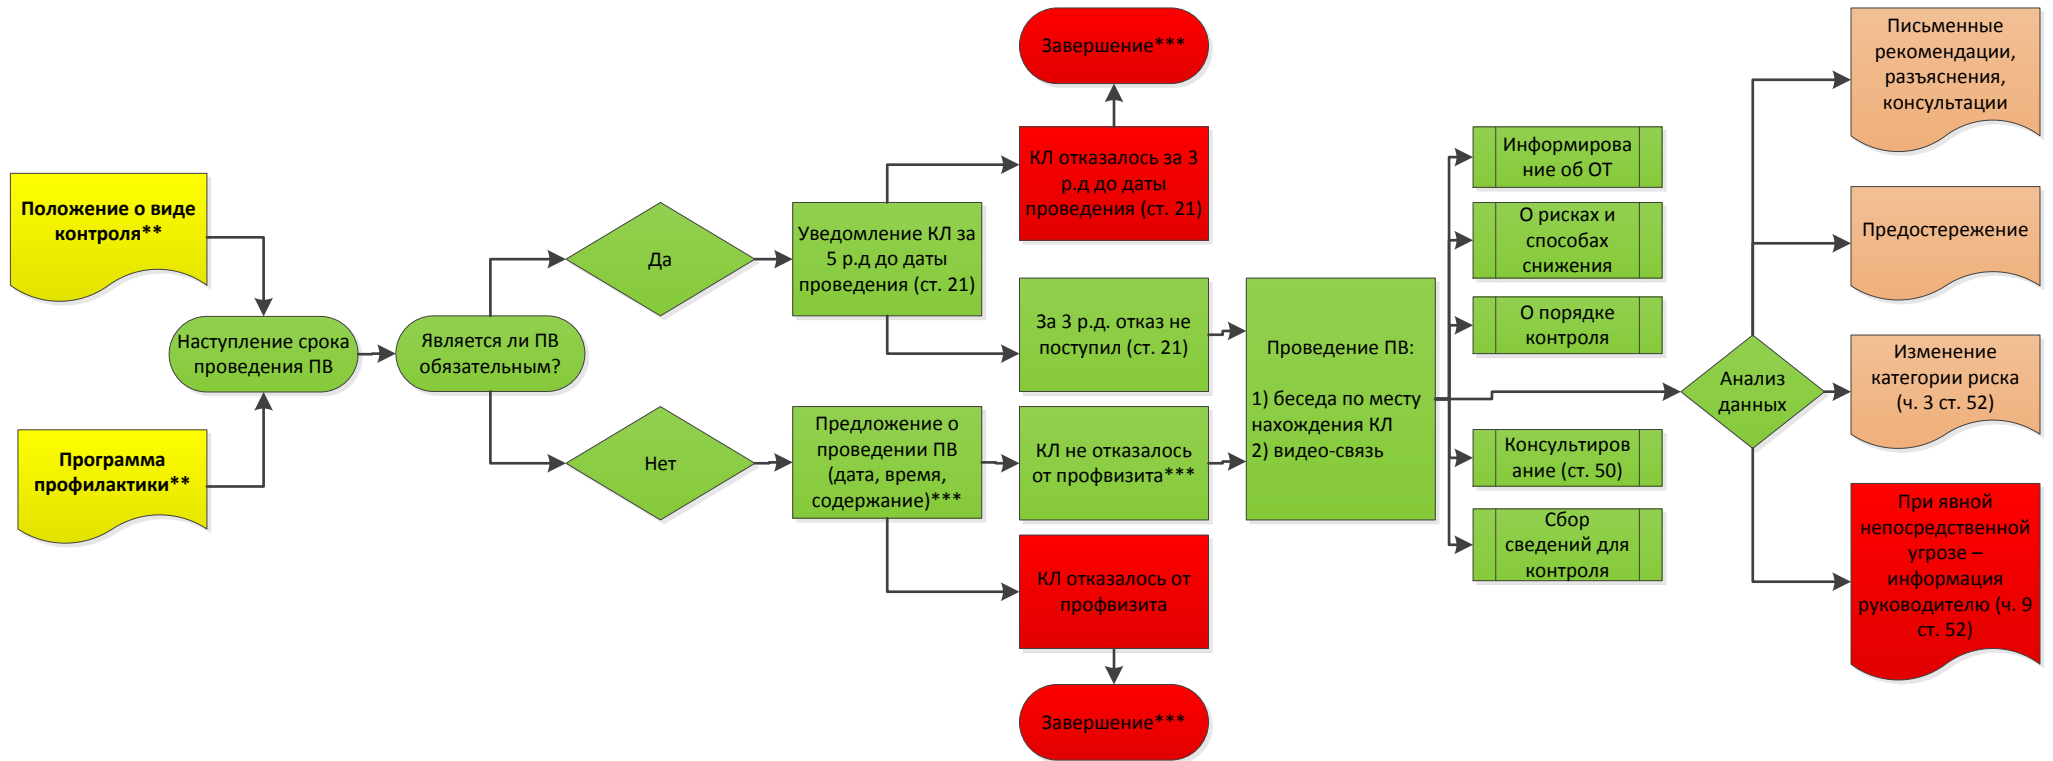 Положение о виде
контроля**
Программа
профилактики**
Наступление срока
проведения ПВ
Является ли ПВ
обязательным?
Да
Нет
Уведомление КЛ за
5 р.д до даты
проведения (ст. 21)
Предложение о
проведении ПВ
(дата, время,
содержание)***
Завершение***
КЛ отказалось за 3
р.д до даты
проведения (ст. 21)
За 3 р.д. отказ не
поступил (ст. 21)
КЛ не отказалось
от профвизита***
КЛ отказалось от
профвизита
Завершение***
Проведение ПВ:
1) беседа по месту
нахождения КЛ
2) видео-связь
Информирова
ние об ОТ
О рисках и
способах
снижения
О порядке
контроля
Консультиров
ание (ст. 50)
Сбор
сведений для
контроля
Анализ
данных
Письменные
рекомендации,
разъяснения,
консультации
Предостережение
Изменение
категории риска
(ч. 3 ст. 52)
При явной
непосредственной
угрозе –
информация
руководителю (ч. 9
ст. 52)